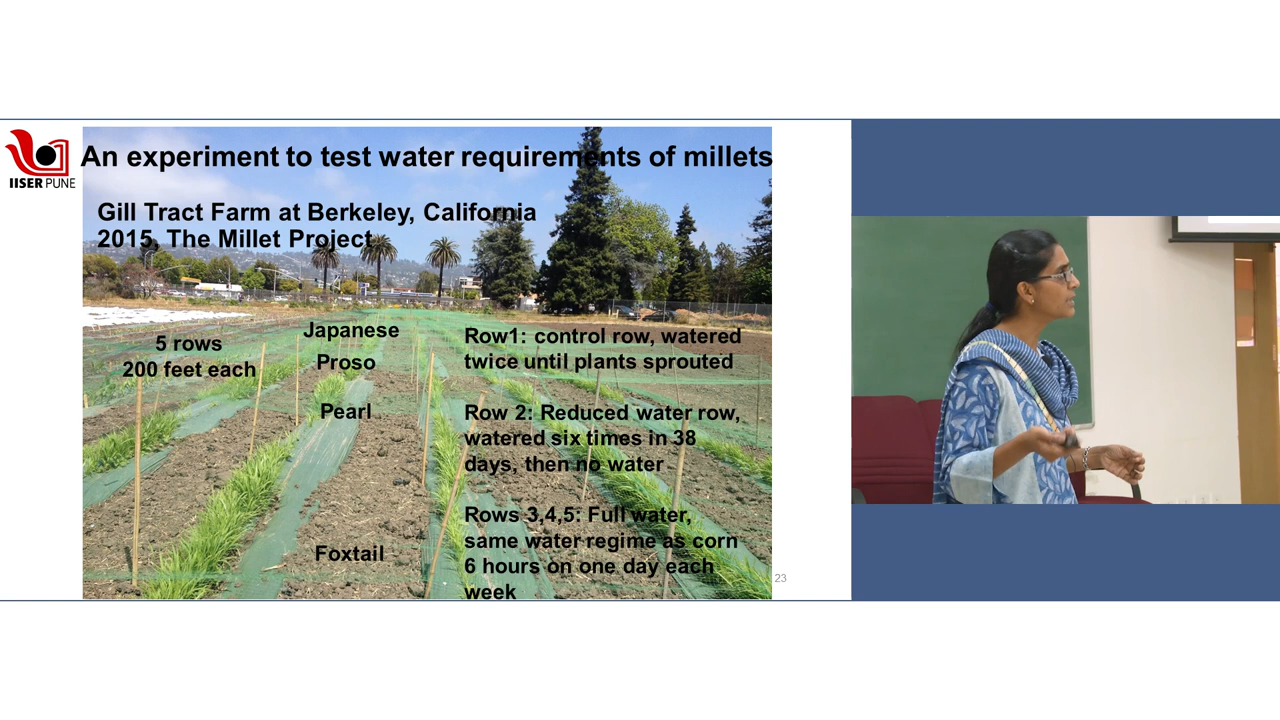 An experiment to test water requirements of millets
IISER PUNE
Gill Tract Farm at Berkeley, California
2015, The Millet Project
5 rows
200 feet each
Japanese
Proso
Pearl
Foxtail
Row1: control row, watered
twice until plants sprouted
Row 2: Reduced water row,
watered six times in 38
days, then no water
Rows 3,4,5: Full water,
same water regime as corn
6 hours on one day each
week
23